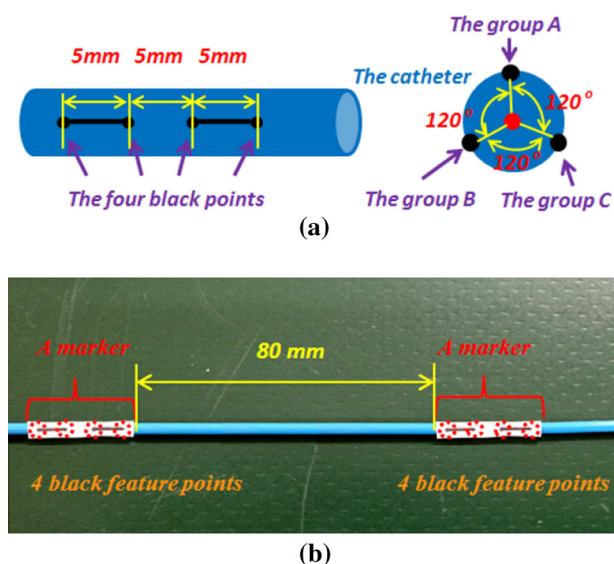 The group A
5mm 5mm 5mm
The catheter
120° 120°
120°
The four black points
The group B
The group C
(a)
A marker
80 mm
A marker
4 black feature points
4 black feature points
(b)